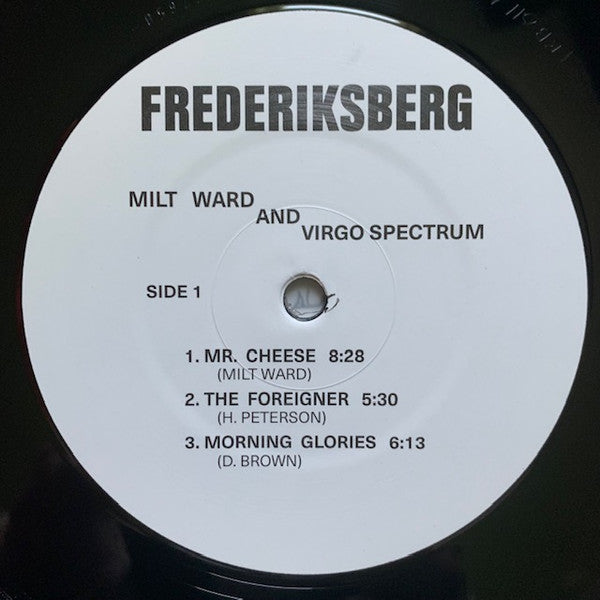 FREDERIKSBERG
MILT WARD
AND
VIRGO SPECTRUM
SIDE 1
1. MR. CHEESE 8:28
(MILT WARD)
2. THE FOREIGNER 5:30
(H. PETERSON)
3. MORNING GLORIES 6:13
(D. BROWN)